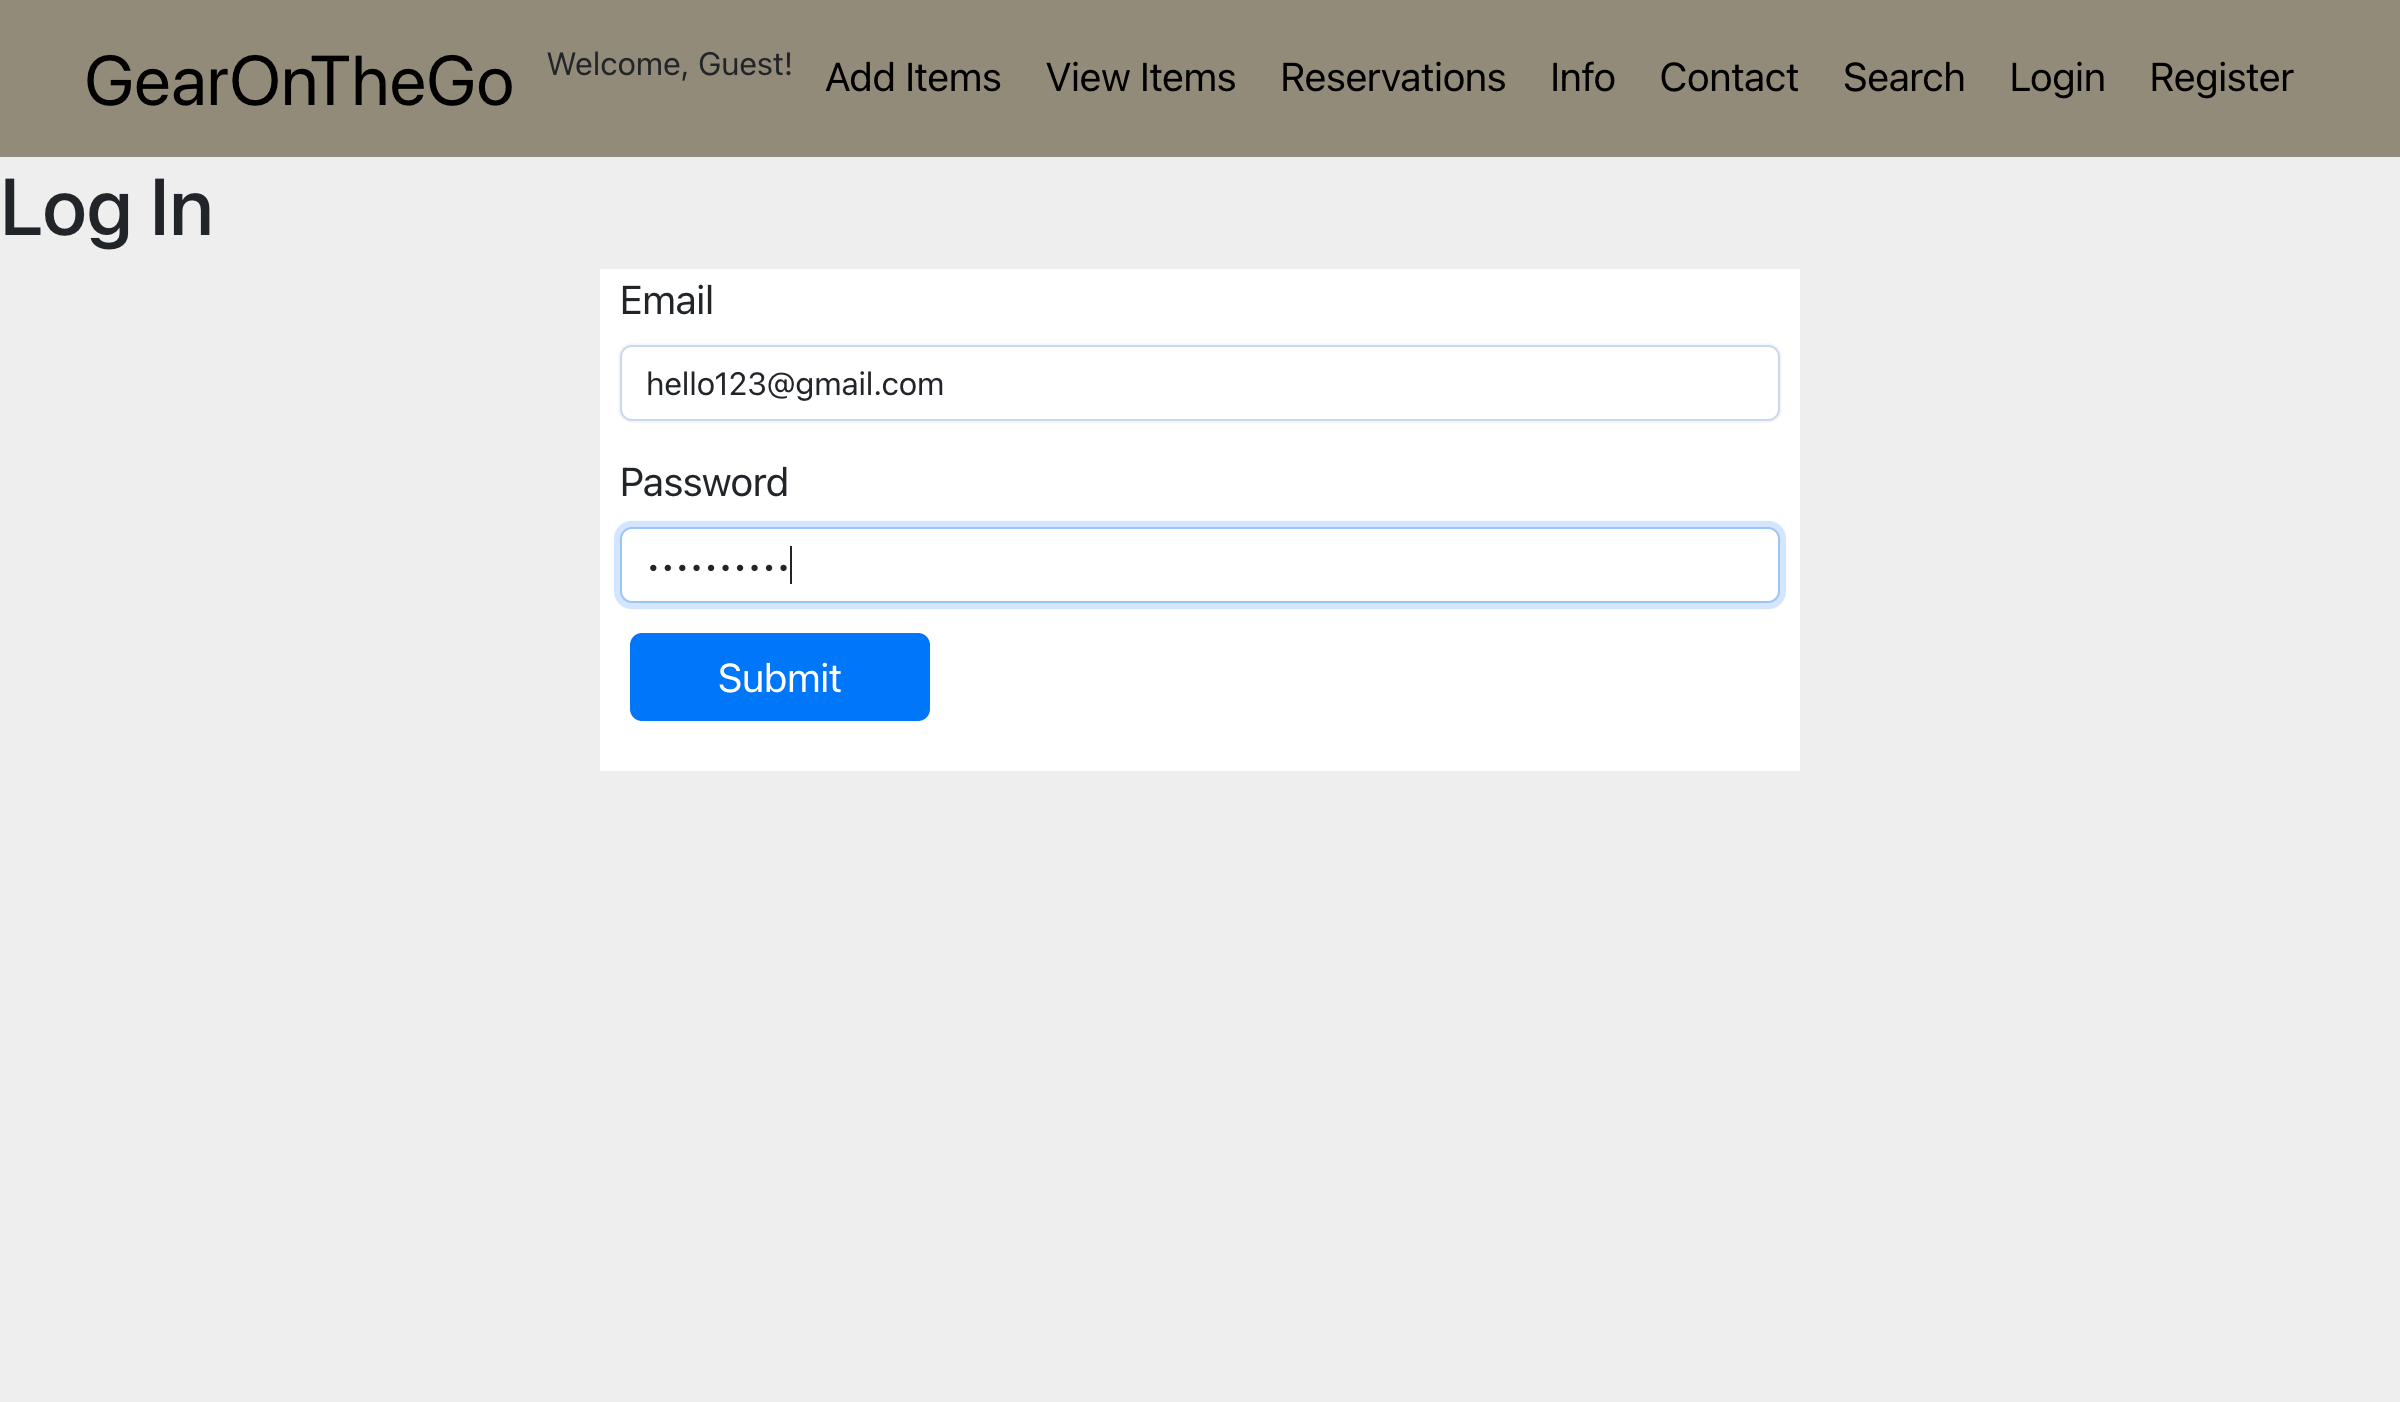 GearOnTheGo Welcome, Guest! Add Items View Items Reservations Info Contact Search Login Register
Log In
Email
hello123@gmail.com
Password
••••••••••
Submit